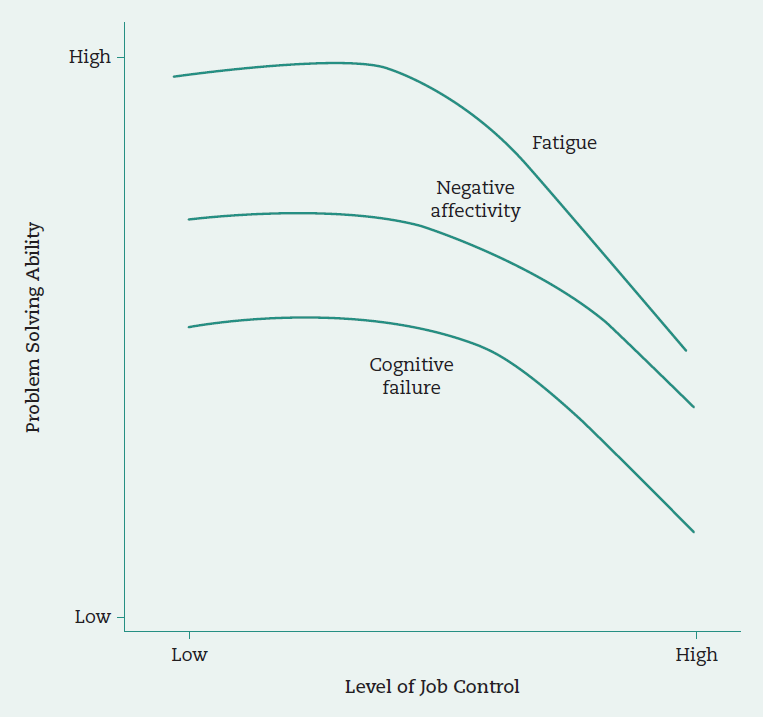 High
Fatigue
Negative
affectivity
Problem Solving Ability
Cognitive
failure
Low
Low
High
Level of Job Control